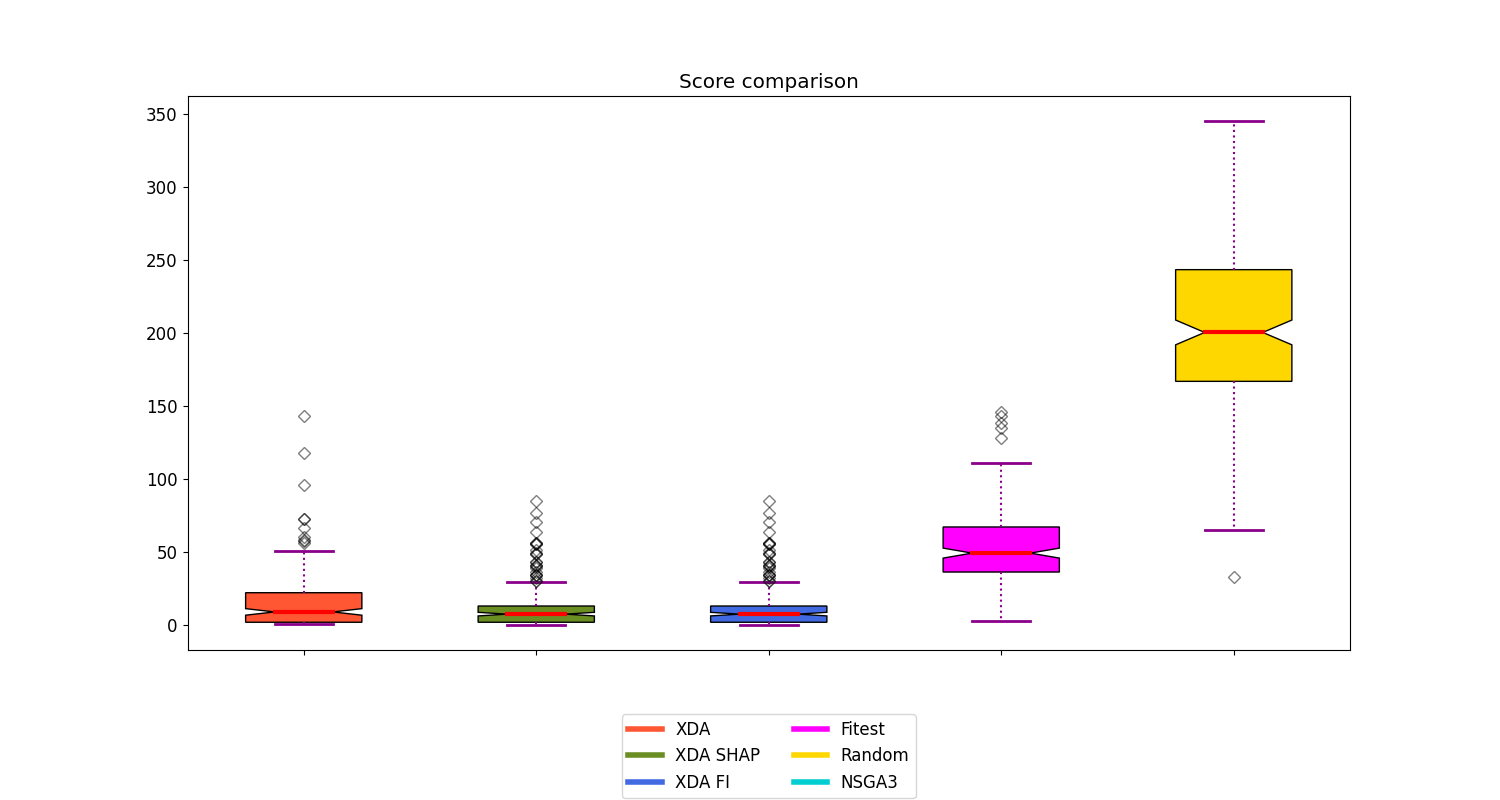 Score comparison
350
300
250
200
150
100
50
0
XDA
XDA SHAP
XDA FI
Fitest
Random
NSGA3